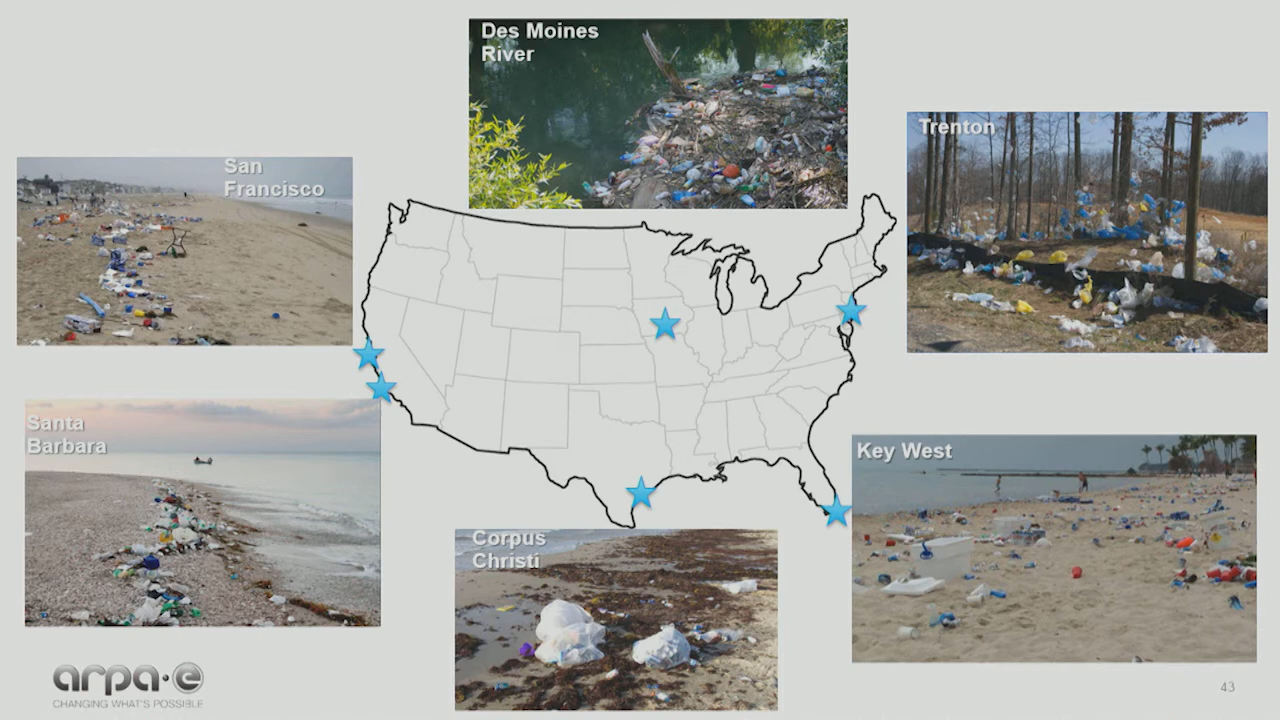 Des Moines
River
Trenton
San
Francisco
Santa
Barbara
Key West
Corpus
Christi
arpa·e
CHANGING WHAT'S POSSIBLE
43